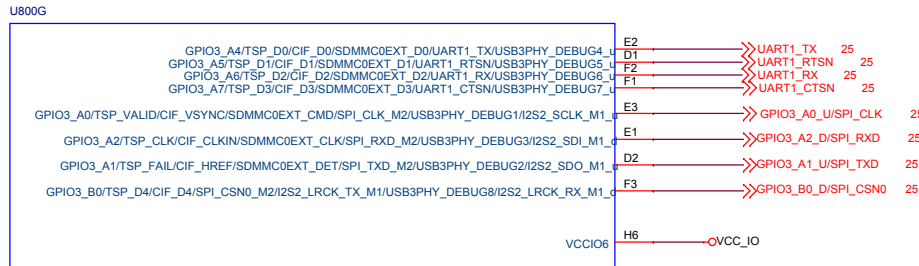 U800G
GPIO3_A4/TSP_D0/CIF_D0/SDMMC0EXT_D0/UART1_TX/USB3PHY_DEBUG4_u E2 UART1_TX 25
GPIO3_A5/TSP_D1/CIF_D1/SDMMC0EXT_D1/UART1_RTSN/USB3PHY_DEBUG5_u D1 UART1_RTSN 25
GPIO3_A6/TSP_D2/CIF_D2/SDMMC0EXT_D2/UART1_RX/USB3PHY_DEBUG6_u F2 UART1_RX 25
GPIO3_A7/TSP_D3/CIF_D3/SDMMC0EXT_D3/UART1_CTSN/USB3PHY_DEBUG7_u F1 UART1_CTSN 25
GPIO3_A0/TSP_VALID/CIF_VSYNC/SDMMC0EXT_CMD/SPI_CLK_M2/USB3PHY_DEBUG1/I2S2_SCLK_M1_u E3 GPIO3_A0_U/SPI_CLK 25
GPIO3_A2/TSP_CLK/CIF_CLKIN/SDMMC0EXT_CLK/SPI_RXD_M2/USB3PHY_DEBUG3/I2S2_SDI_M1_d E1 GPIO3_A2_D/SPI_RXD 25
GPIO3_A1/TSP_FAIL/CIF_HREF/SDMMC0EXT_DET/SPI_TXD_M2/USB3PHY_DEBUG2/I2S2_SDO_M1_u D2 GPIO3_A1_U/SPI_TXD 25
GPIO3_B0/TSP_D4/CIF_D4/SPI_CSN0_M2/I2S2_LRCK_TX_M1/USB3PHY_DEBUG8/I2S2_LRCK_RX_M1_d F3 GPIO3_B0_D/SPI_CSN0 25
VCCIO6 H6 VCC_IO